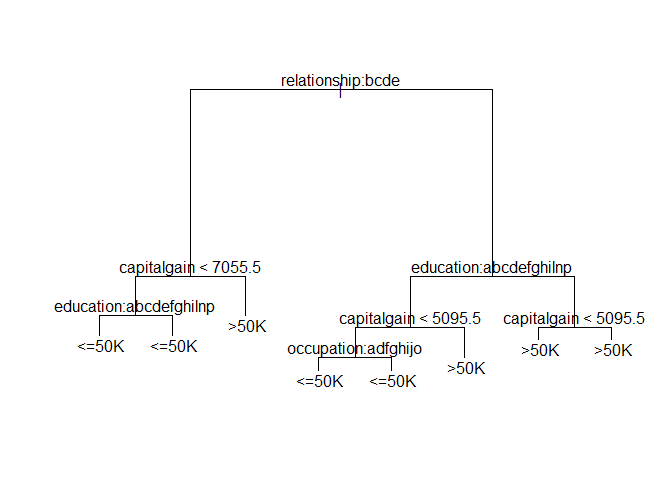 relationship:bcde
capitalgain < 7055.5
education:abcdefghilnp
education:abcdefghilnp
capitalgain < 5095.5
capitalgain < 5095.5
>50K
<=50K
<=50K
occupation:adfghijo
>50K
>50K
>50K
<=50K
<=50K